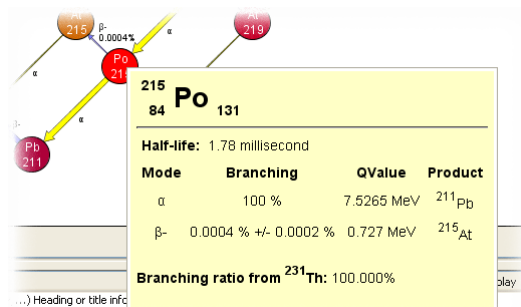 At
215
β-
0.0004%
α
At
219
Po
α
α
β-
Pb
211
215
84 Po 131
Half-life: 1.78 millisecond
Mode Branching QValue Product
α 100 % 7.5265 MeV 211Pb
β- 0.0004 % +/- 0.0002 % 0.727 MeV 215At
Branching ratio from 231Th: 100.000%
...) Heading or title info
play